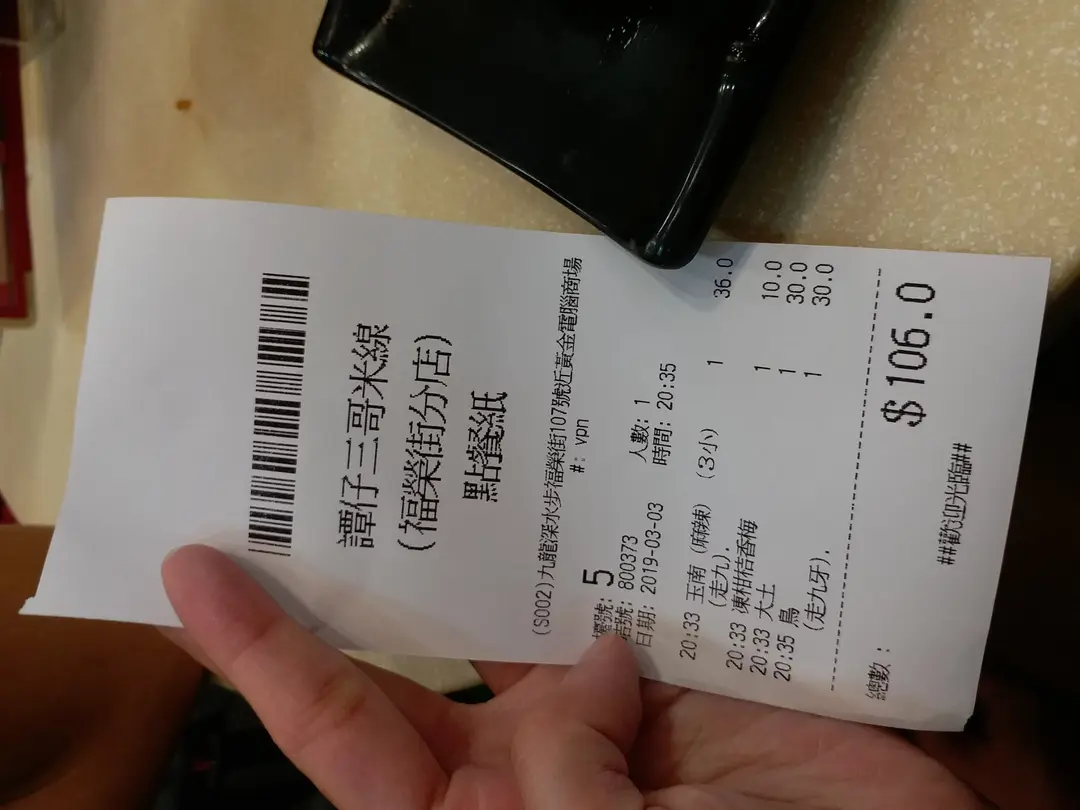 譚仔三哥米線
(福榮街分店)
點餐紙
(S002)九龍深水步福榮街107號近黃金電腦商場
#: vpn
檯號: 5 人數: 1
號: 800373 時間: 20:35
日期: 2019-03-03
20:33 玉南 (麻辣) (3小) 1 36.0
(走九),
20:33 凍柑桔香梅 1 10.0
20:33 大土 1 30.0
20:35 鳥 1 30.0
(走九牙),
總數: $106.0
##歡迎光臨##